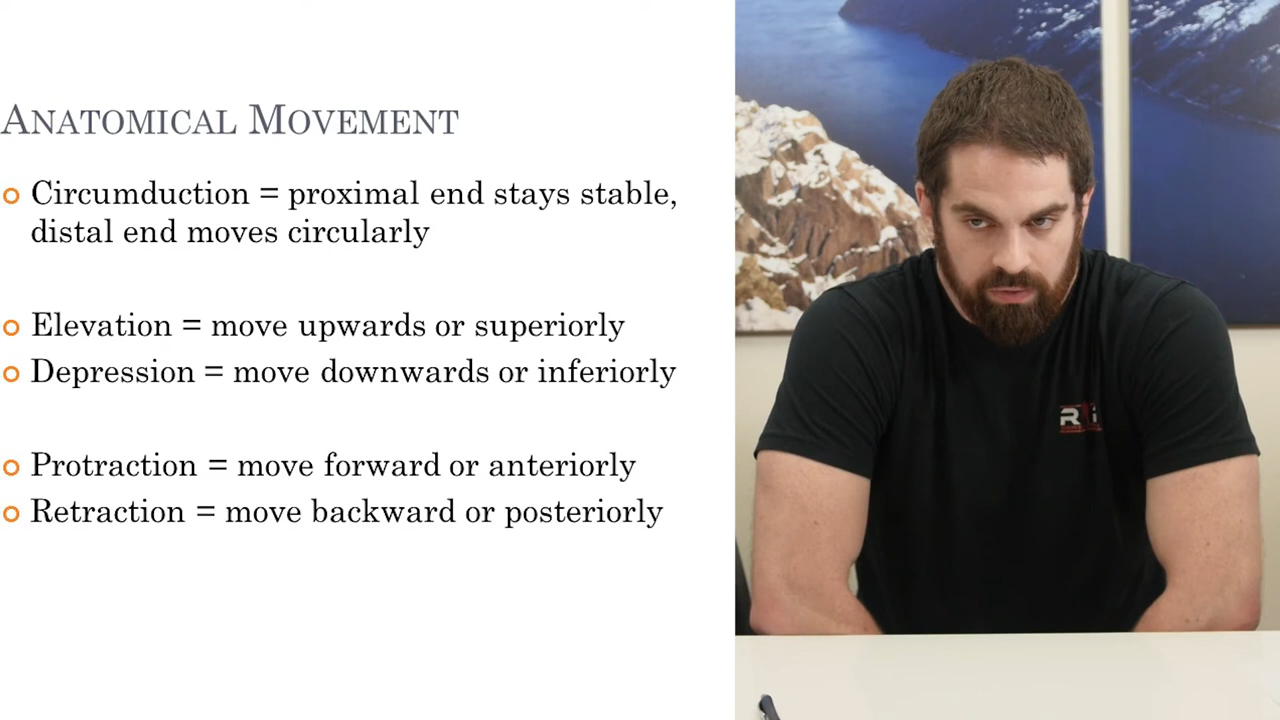 ANATOMICAL MOVEMENT
Circumduction = proximal end stays stable,
distal end moves circularly
Elevation = move upwards or superiorly
Depression = move downwards or inferiorly
Protraction = move forward or anteriorly
Retraction = move backward or posteriorly